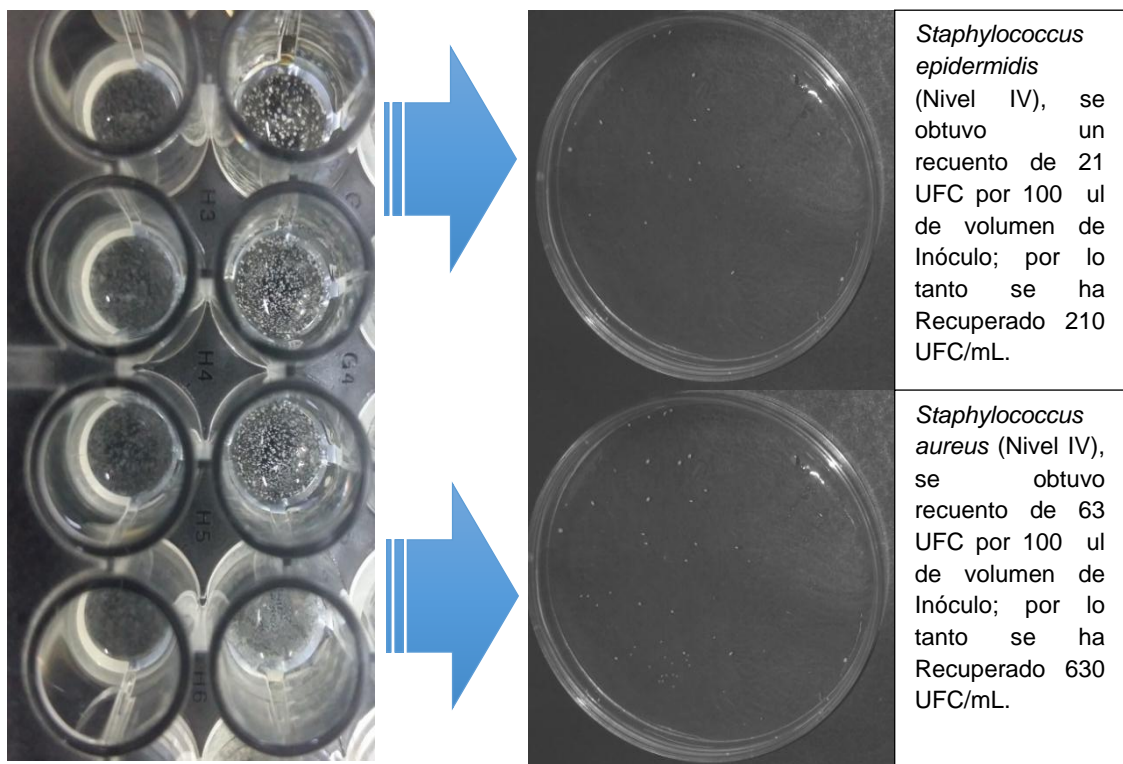 Staphylococcus
epidermidis
(Nivel IV), se
obtuvo un
recuento de 21
UFC por 100 ul
de volumen de
Inóculo; por lo
tanto se ha
Recuperado 210
UFC/mL.
Staphylococcus
aureus (Nivel IV),
se obtuvo
recuento de 63
UFC por 100 ul
de volumen de
Inóculo; por lo
tanto se ha
Recuperado 630
UFC/mL.
H3
G
H4
G4
H5
H6